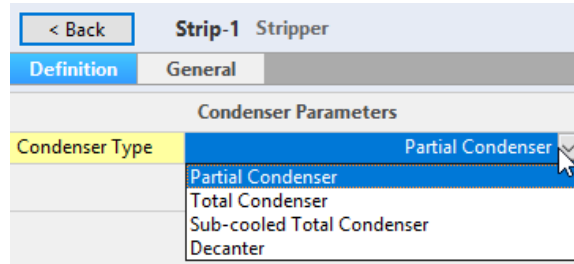 < Back Strip-1 Stripper
Definition General
Condenser Parameters
Condenser Type Partial Condenser
Partial Condenser
Total Condenser
Sub-cooled Total Condenser
Decanter